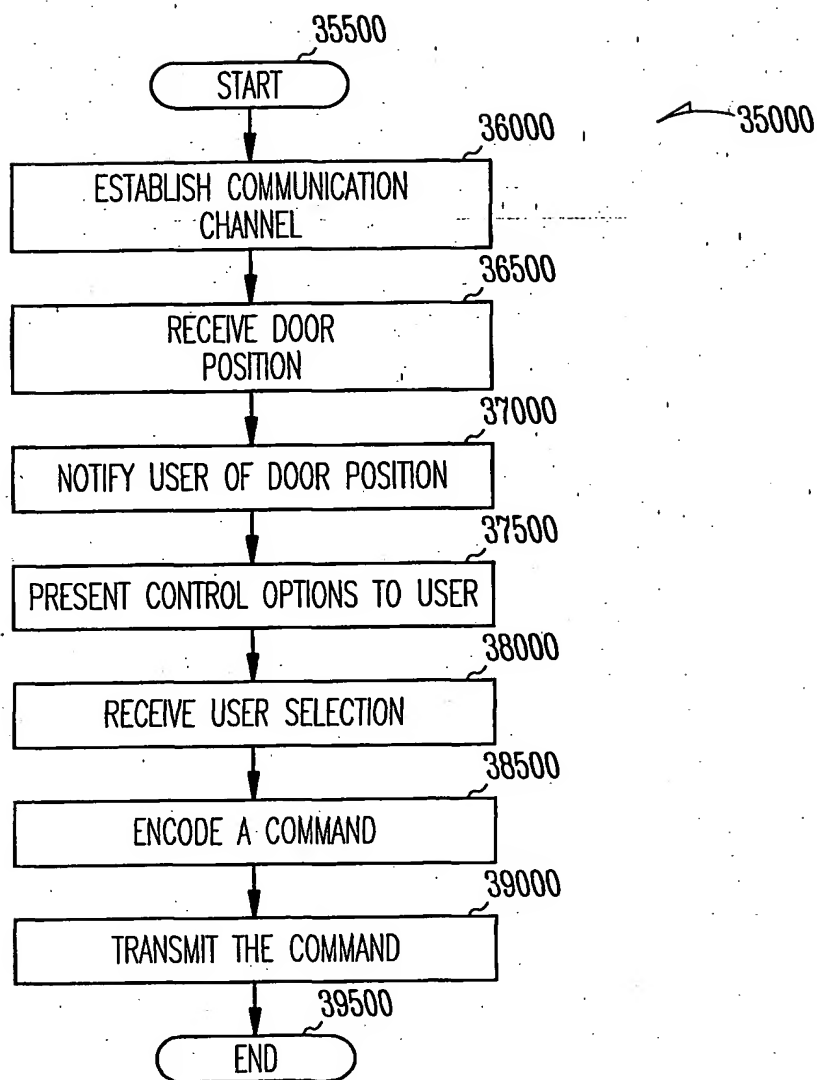 35500
START
35000
36000
ESTABLISH COMMUNICATION
CHANNEL
36500
RECEIVE DOOR
POSITION
37000
NOTIFY USER OF DOOR POSITION
37500
PRESENT CONTROL OPTIONS TO USER
38000
RECEIVE USER SELECTION
38500
ENCODE A COMMAND
39000
TRANSMIT THE COMMAND
39500
END